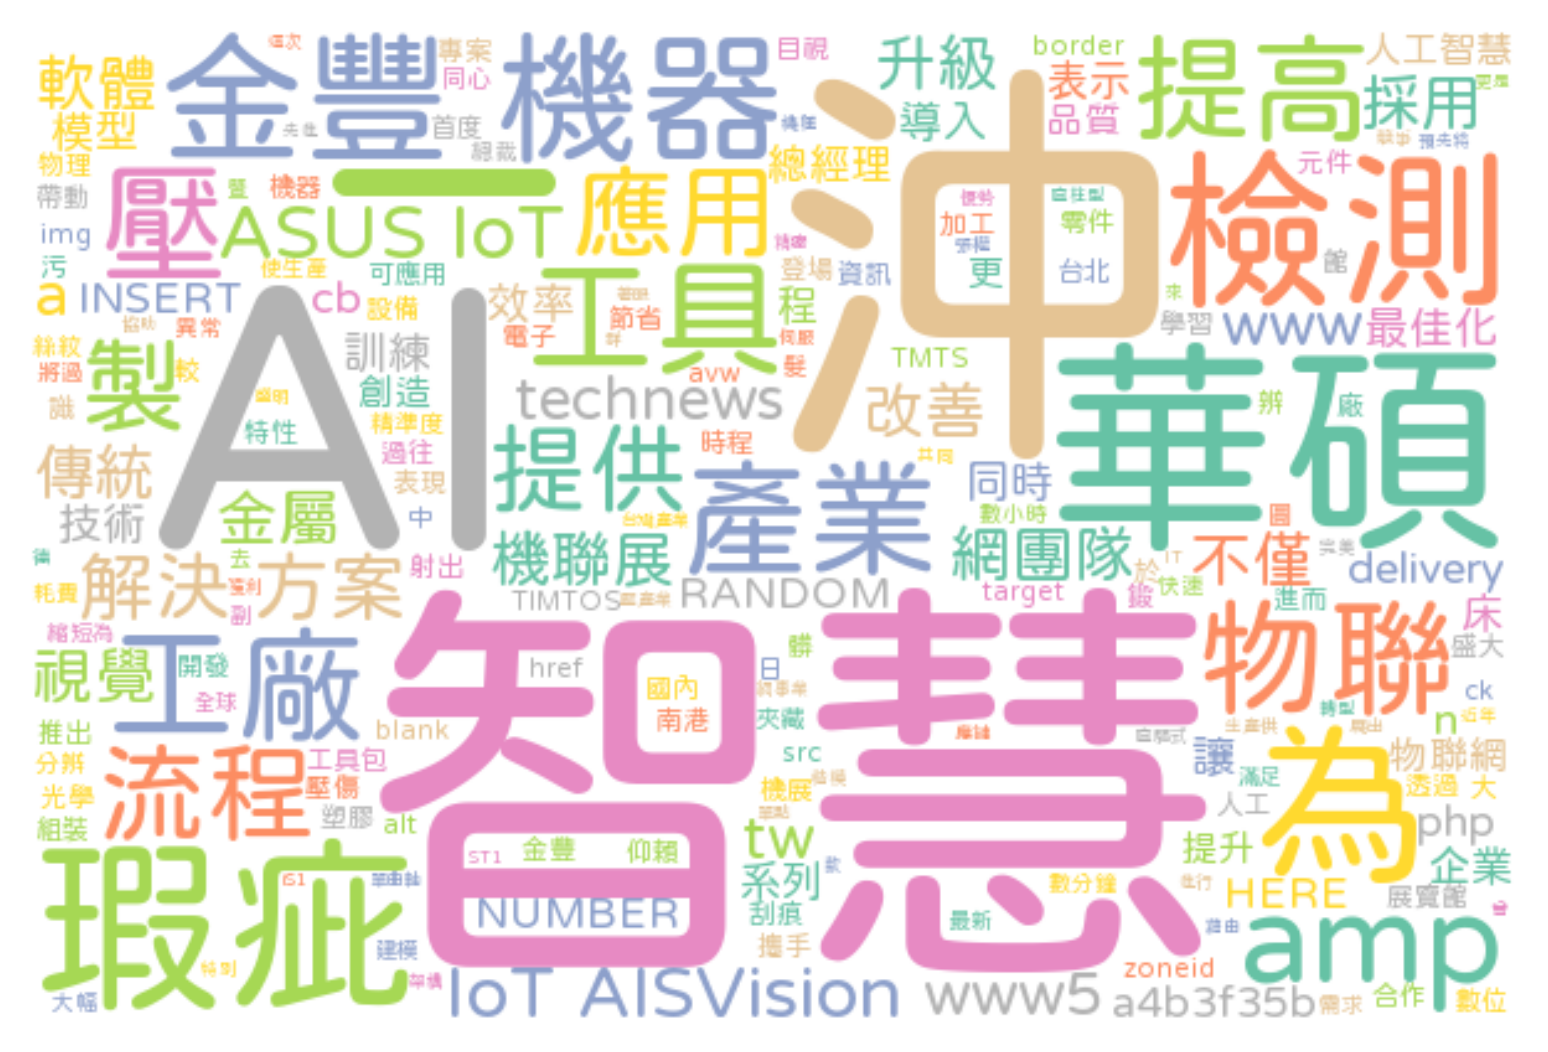 金豐機器
軟體
模型
專案
同心
目視
升級
border
表示
提高
人工智慧
採用
導入
品質
首度
總裁
總經理
物理
帶動
img
壓
機器
一
ASUS IoT
應用
沖
加工
零件
更
台北
元件
檢測
館
污
使生產
可應用
登場
資訊
a
INSERT
cb
設備
效率
工具
程
節省
電子
學習
www
最佳化
異常
製
較
將過
絲紋
識
訓練
創造
AI
特性
精準度
過往
表現
technews
avw
髮
TMTS
改善
華碩
辨
廠
傳統
技術
金屬
中
提供
時程
產業
同時
數小時
共同
圓
機聯展
網團隊
不僅
delivery
去
解決方案
射出
耗費
副
TIMTOS
RANDOM
target
於
IT
快速
鍛
進而
床
縮短為
視覺
開發
工廠
全球
智慧
href
國內
南港
日
髒
夾藏
src
物聯
盛大
ck
n
近年
推出
分辨
光學
組裝
blank
流程
工具包
壓傷
塑膠
alt
機展
tw
讓
滿足
人工
為
物聯網
透過
大
php
提升
企業
瑕疵
ST1
金豐
仰賴
NUMBER
系列
刮痕
攜手
最新
數分鐘
HERE
展覽館
建模
大幅
IoT AISVision
www5
zoneid
a4b3f35b
amp
需求
合作
數位